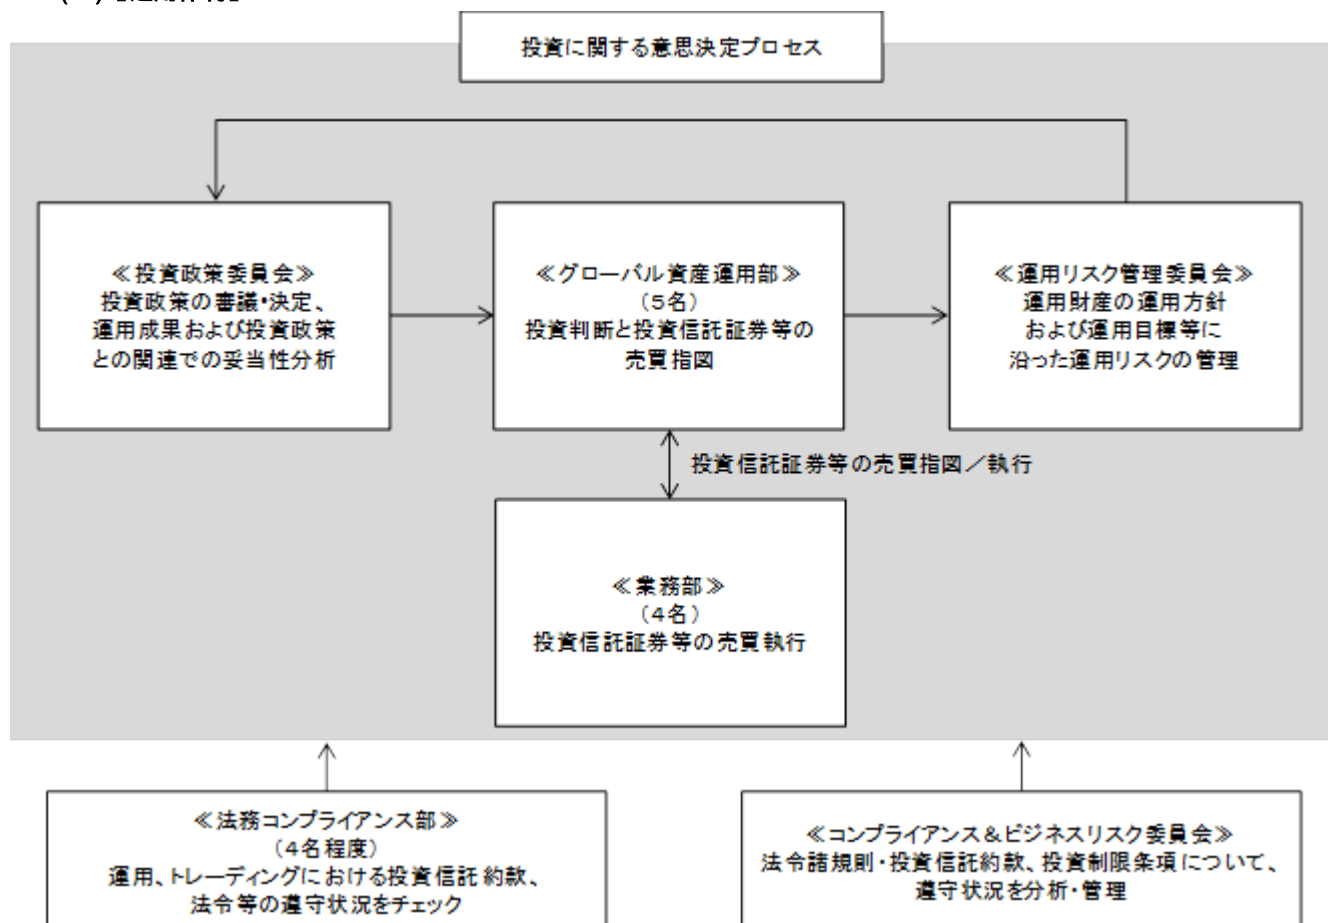 投資に関する意思決定プロセス
≪投資政策委員会≫
投資政策の審議・決定、
運用成果および投資政策
との関連での妥当性分析
≪グローバル資産運用部≫
(5名)
投資判断と投資信託証券等の
売買指図
≪運用リスク管理委員会≫
運用財産の運用方針
および運用目標等に
沿った運用リスクの管理
投資信託証券等の売買指図／執行
≪業務部≫
(4名)
投資信託証券等の売買執行
≪法務コンプライアンス部≫
(4名程度)
運用、トレーディングにおける投資信託約款、
法令等の遵守状況をチェック
≪コンプライアンス＆ビジネスリスク委員会≫
法令諸規則・投資信託約款、投資制限条項について、
遵守状況を分析・管理